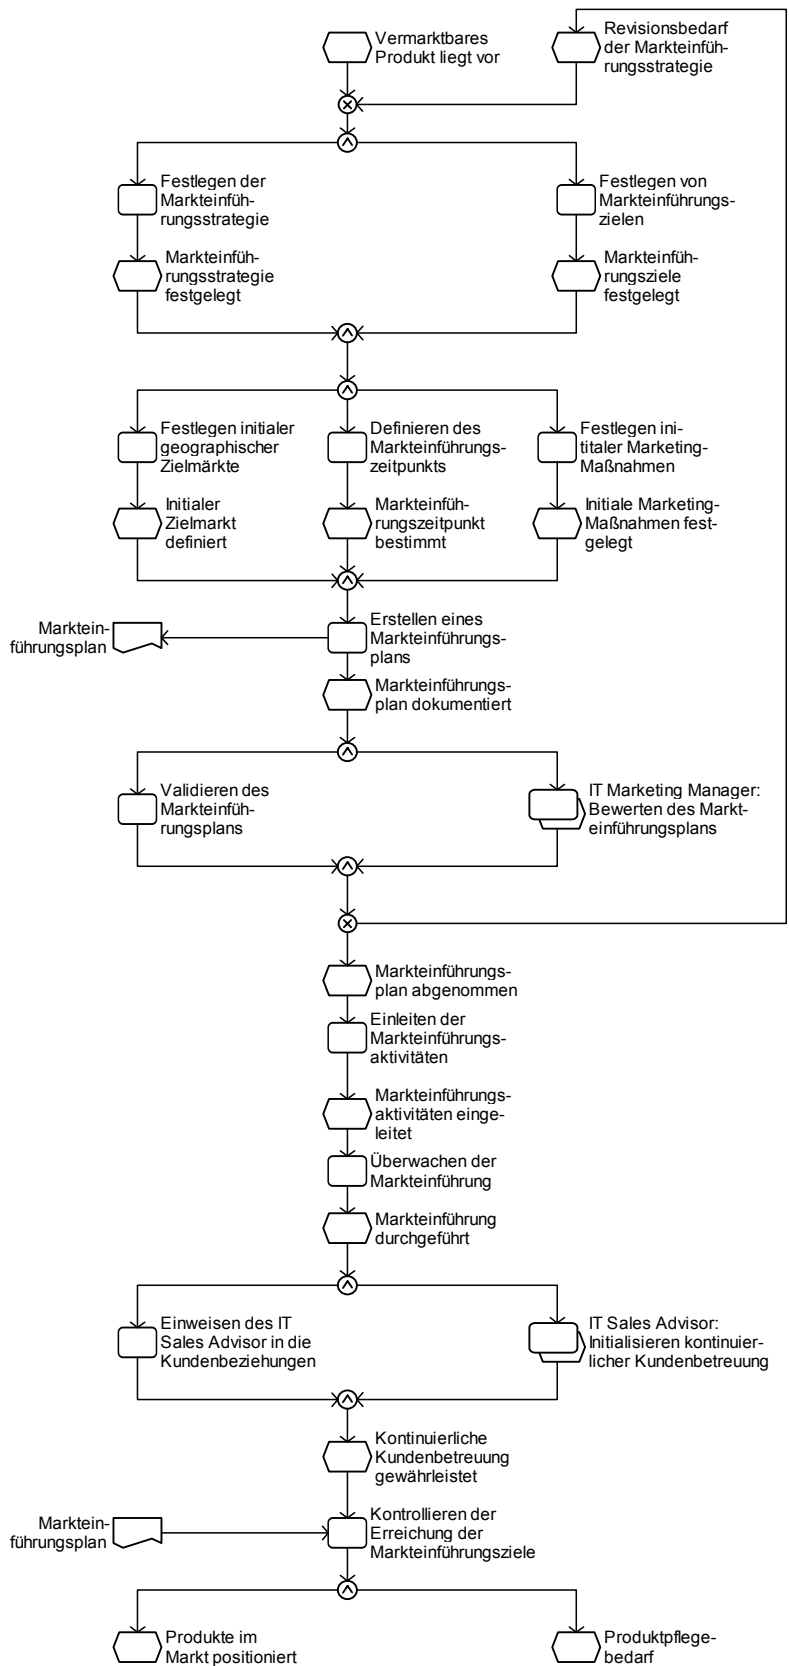 Vermarktbares
Produkt liegt vor
Revisionsbedarf
der Markteinfüh-
rungsstrategie
Festlegen der
Markteinfüh-
rungsstrategie
Festlegen von
Markteinführungs-
zielen
Markteinfüh-
rungsstrategie
festgelegt
Markteinfüh-
rungsziele
festgelegt
Festlegen initialer
geographischer
Zielmärkte
Definieren des
Markteinführungs-
zeitpunkts
Festlegen ini-
titaler Marketing-
Maßnahmen
Initialer
Zielmarkt
definiert
Markteinfüh-
rungszeitpunkt
bestimmt
Initiale Marketing-
Maßnahmen fest-
gelegt
Markteinf-
führungsplan
Erstellen eines
Markteinführungs-
plans
Markteinführungs-
plan dokumentiert
Validieren des
Markteinfüh-
rungsplans
IT Marketing Manager:
Bewerten des Markt-
einführungsplans
Markteinführungs-
plan abgenommen
Einleiten der
Markteinführungs-
aktivitäten
Markteinführungs-
aktivitäten einge-
leitet
Überwachen der
Markteinführung
Markteinführung
durchgeführt
Einweisen des IT
Sales Advisor in die
Kundenbeziehungen
IT Sales Advisor:
Initialisieren kontinuier-
licher Kundenbetreuung
Kontinuierliche
Kundenbetreuung
gewährleistet
Marktein-
führungsplan
Kontrollieren der
Erreichung der
Markteinführungsziele
Produkte im
Markt positioniert
Produktpflege-
bedarf